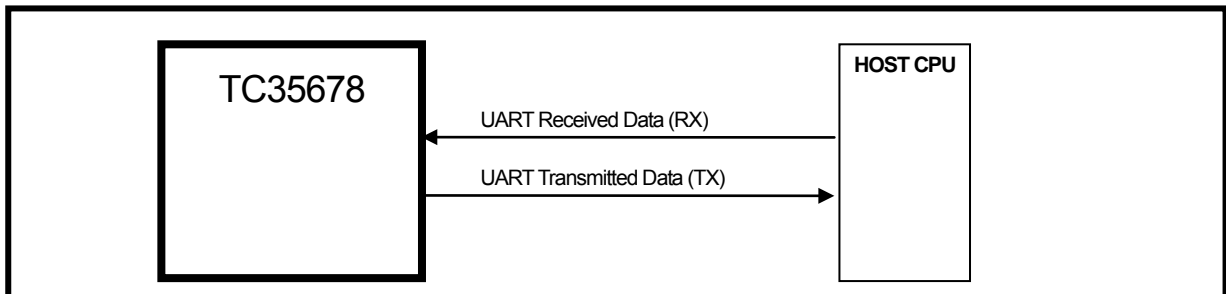 TC35678
HOST CPU
UART Received Data (RX)
UART Transmitted Data (TX)